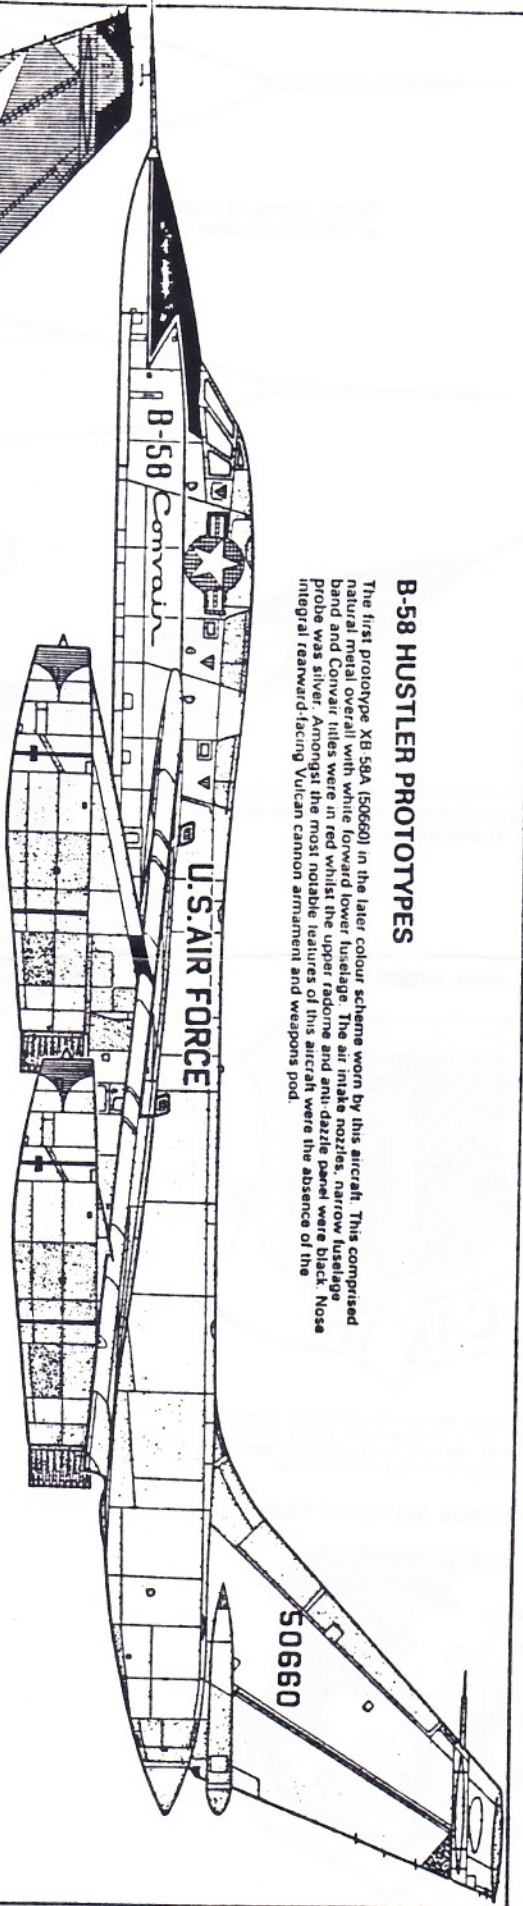 B-58 HUSTLER PROTOTYPES
The first prototype XB-58A (50660) in the later colour scheme worn by this aircraft. This comprised
natural metal overall with white forward lower fuselage. The air intake nozzles, narrow fuselage
band and Convair titles were in red whilst the upper radome and anti-dazzle panel were black. Nose
probe was silver. Amongst the most notable features of this aircraft were the absence of the
integral rearward-facing Vulcan cannon armament and weapons pod.
B-58 Convair
U.S. AIR FORCE
50660